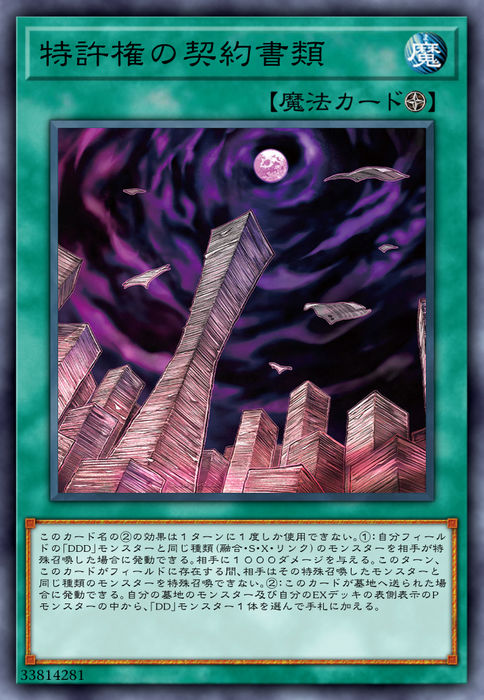 特許権の契約書類
魔
【魔法カード】
このカード名の②の効果は１ターンに１度しか使用できない。①：自分フィール
ドの「DDD」モンスターと同じ種類(融合・S・X・リンク)のモンスターを相手が特
殊召喚した場合に発動できる。相手に１０００ダメージを与える。このターン、
このカードがフィールドに存在する間、相手はその特殊召喚したモンスターと
同じ種類のモンスターを特殊召喚できない。②：このカードが墓地へ送られた場
合に発動できる。自分の墓地のモンスター及び自分のEXデッキの表側表示のP
モンスターの中から、「DD」モンスター１体を選んで手札に加える。
33814281